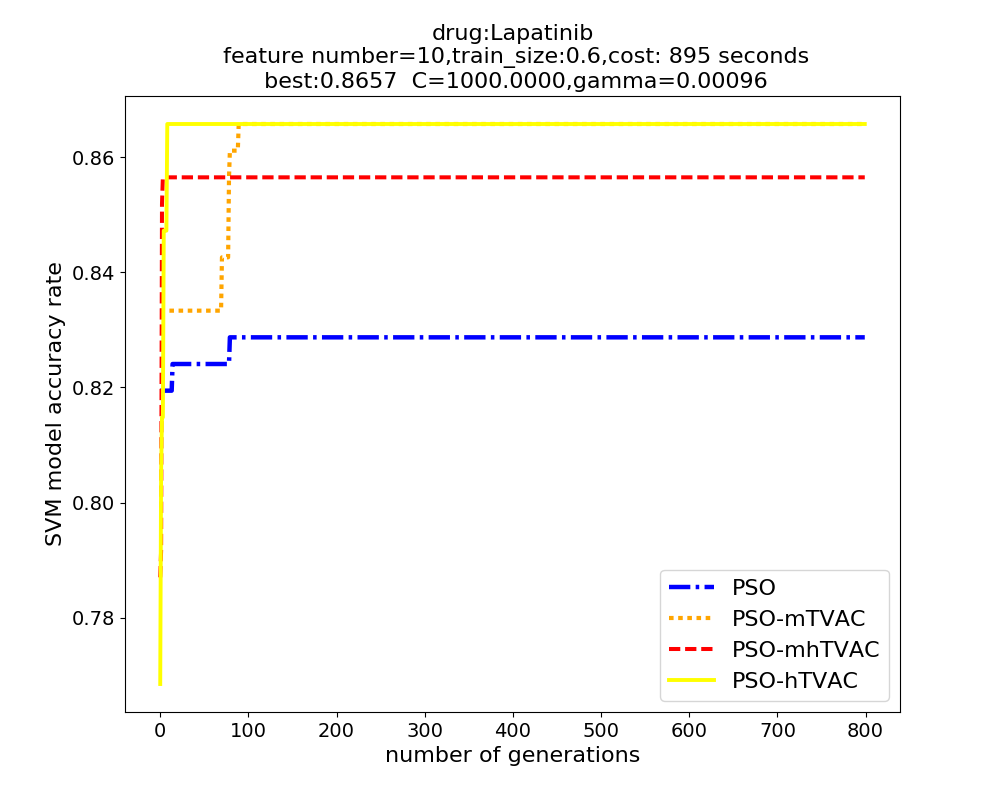 drug:Lapatinib
feature number=10,train_size:0.6,cost: 895 seconds
best:0.8657  C=1000.0000,gamma=0.00096
SVM model accuracy rate
0.86
0.84
0.82
0.80
0.78
0 100 200 300 400 500 600 700 800
number of generations
PSO
PSO-mTVAC
PSO-mhTVAC
PSO-hTVAC